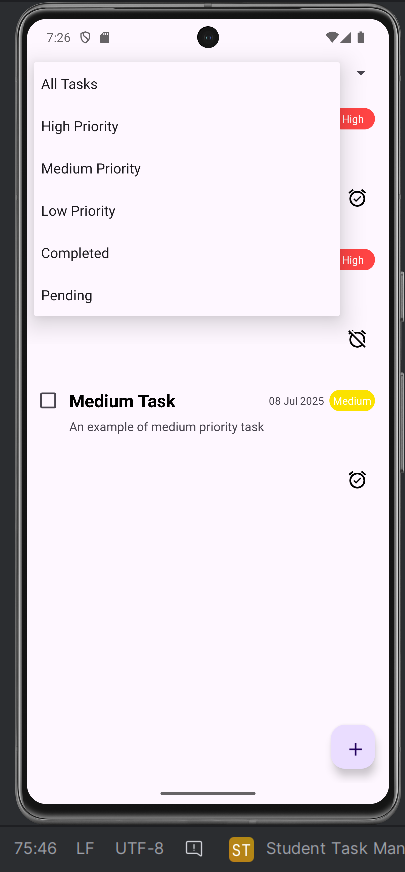 7:26
All Tasks
High Priority
High
Medium Priority
Low Priority
Completed
High
Pending
Medium Task
08 Jul 2025
Medium
An example of medium priority task
+
75:46 LF UTF-8 ST Student Task Man